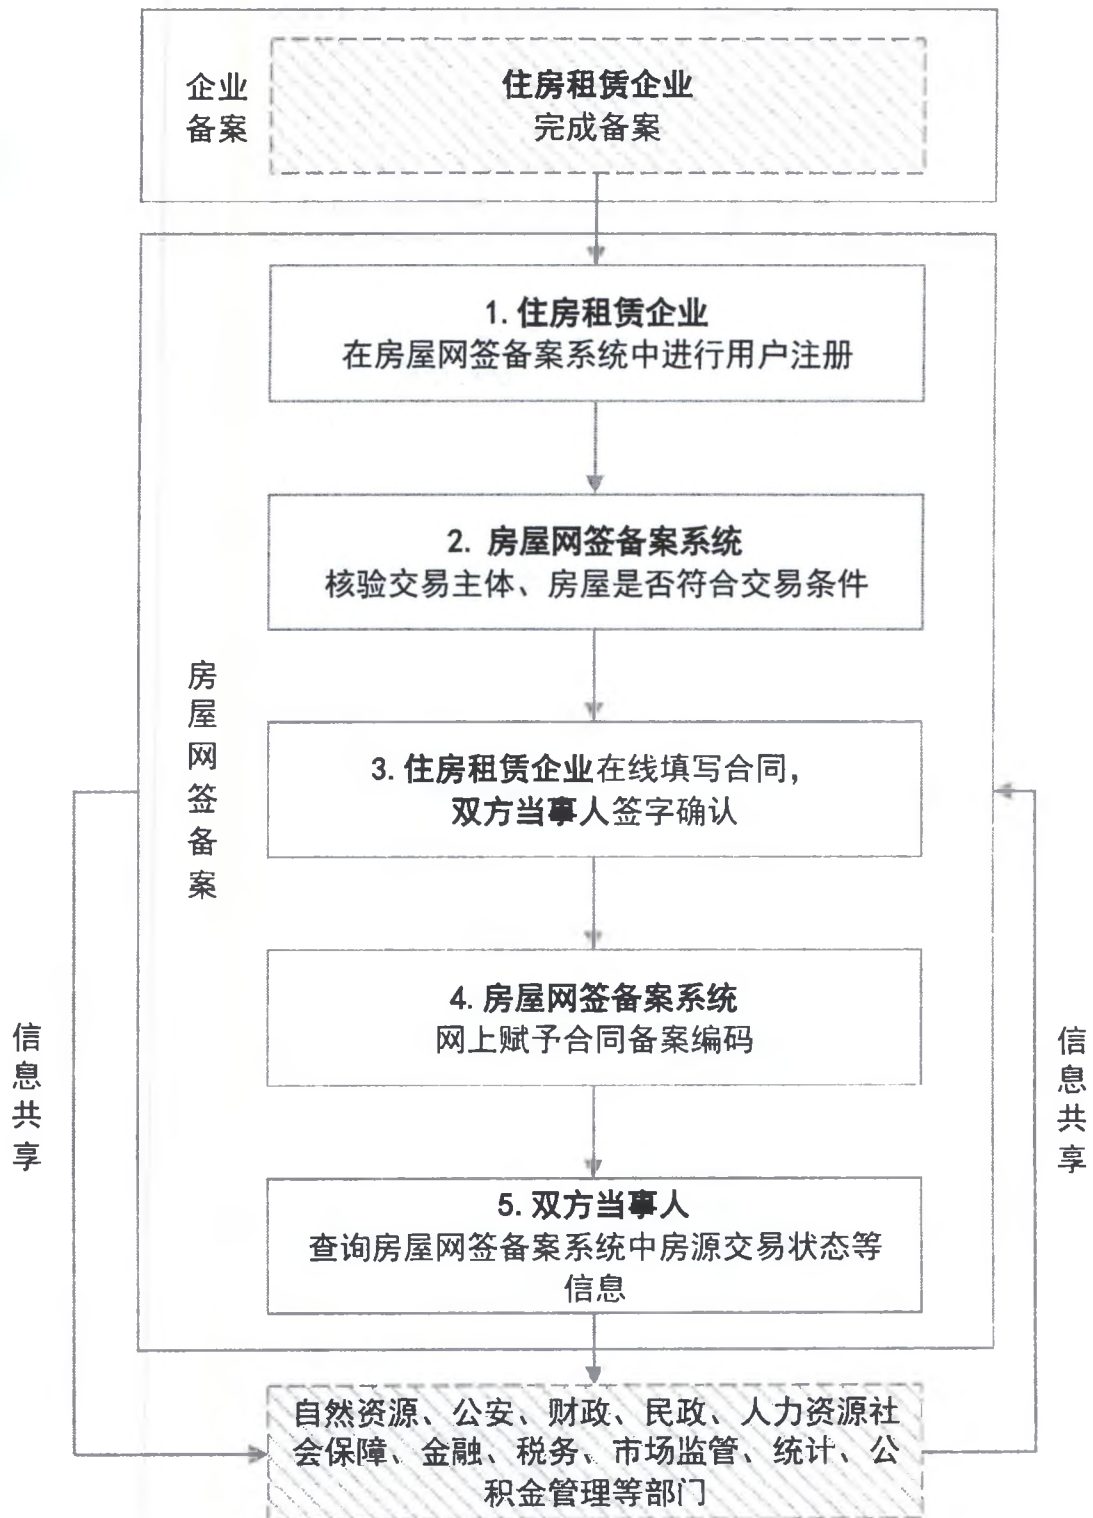 企业
备案
住房租赁企业
完成备案
1. 住房租赁企业
在房屋网签备案系统中进行用户注册
2. 房屋网签备案系统
核验交易主体、房屋是否符合交易条件
房屋网签备案
3. 住房租赁企业在线填写合同，
双方当事人签字确认
4. 房屋网签备案系统
网上赋予合同备案编码
信息共享
信息共享
5. 双方当事人
查询房屋网签备案系统中房源交易状态等
信息
自然资源、公安、财政、民政、人力资源社
会保障、金融、税务、市场监管、统计、公
积金管理等部门